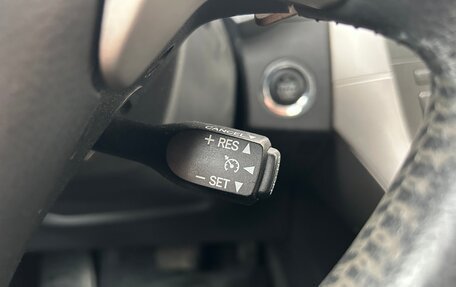 CANCEL
+ RES ▲
◄
− SET ▼